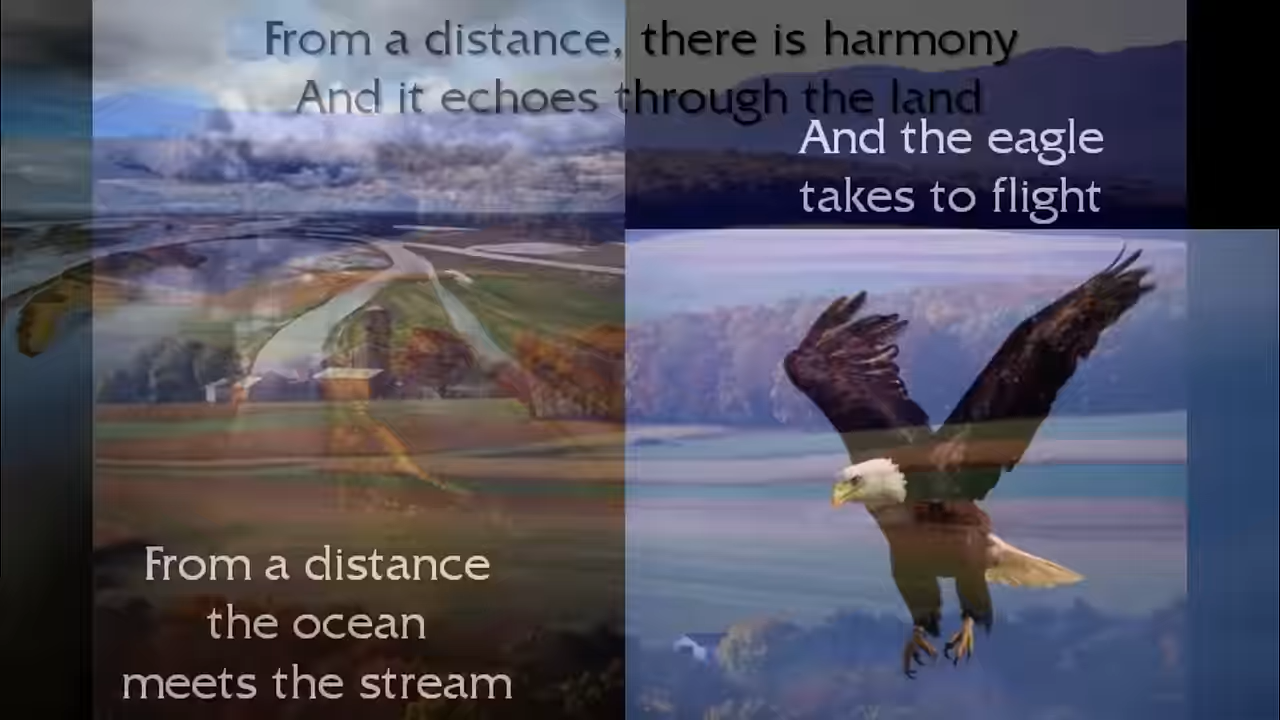 From a distance, there is harmony
And it echoes through the land
And the eagle
takes to flight
From a distance
the ocean
meets the stream